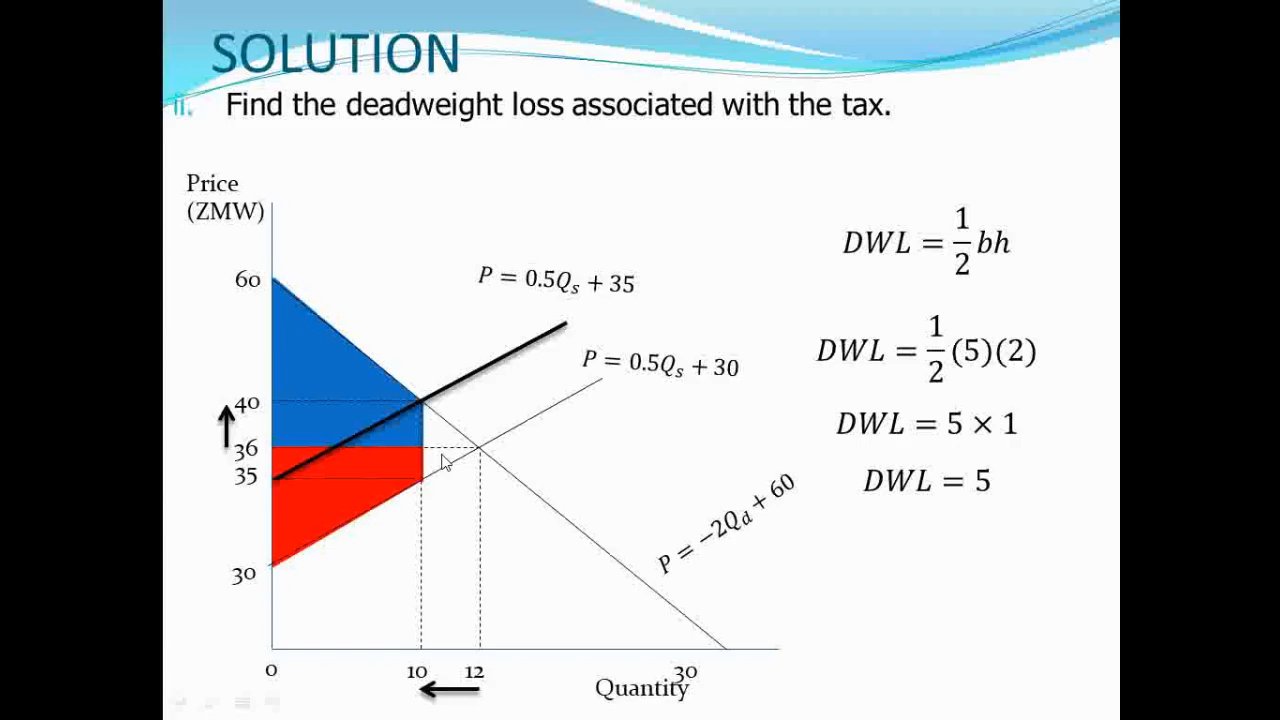 SOLUTION
ii. Find the deadweight loss associated with the tax.
Price
(ZMW)
60
40
36
35
30
P = 0.5Qₛ + 35
P = 0.5Qₛ + 30
P = −2Q_d + 60
0
10
12
30
Quantity
DWL = 1/2 bh
DWL = 1/2 (5)(2)
DWL = 5 × 1
DWL = 5